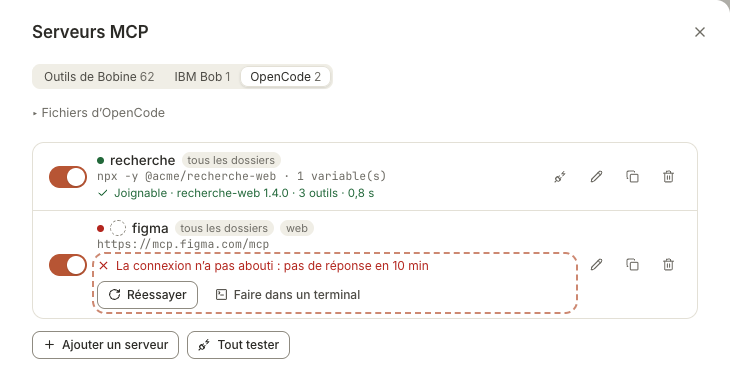 Serveurs MCP
Outils de Bobine 62
IBM Bob 1
OpenCode 2
Fichiers d’OpenCode
recherche tous les dossiers
npx -y @acme/recherche-web · 1 variable(s)
Joignable · recherche-web 1.4.0 · 3 outils · 0,8 s
figma tous les dossiers web
https://mcp.figma.com/mcp
La connexion n’a pas abouti : pas de réponse en 10 min
Réessayer
Faire dans un terminal
Ajouter un serveur
Tout tester